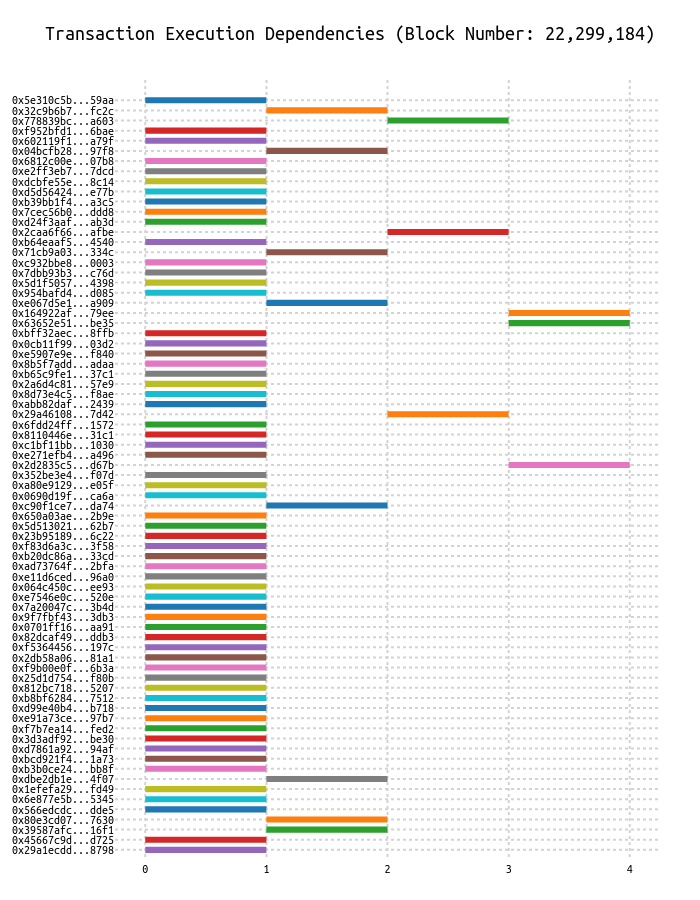 Transaction Execution Dependencies (Block Number: 22,299,184)
0x5e310c5b...59aa
0x32c9b6b7...fc2c
0x778839bc...a603
0xf952bfd1...6bae
0x602119f1...a79f
0x04bcfb28...97f8
0x6812c00e...07b8
0xe2ff3eb7...7dcd
0xdcbfe55e...8c14
0xd5d56424...e77b
0xb39bb1f4...a3c5
0x7cec56b0...ddd8
0xd24f3aaf...ab3d
0x2caa6f66...afbe
0xb64eaaf5...4540
0x71cb9a03...334c
0xc932bbe8...0003
0x7dbb93b3...c76d
0x5d1f5057...4398
0x954bafd4...d085
0xe067d5e1...a909
0x164922af...79ee
0x63652e51...be35
0xbff32aec...8ffb
0x0cb11f99...03d2
0xe5907e9e...f840
0x8b5f7add...adaa
0xb65c9fe1...37c1
0x2a6d4c81...57e9
0x8d73e4c5...f8ae
0xabb82daf...2439
0x29a46108...7d42
0x6fdd24ff...1572
0x8110446e...31c1
0xc1bf11bb...1030
0xe271efb4...a496
0x2d2835c5...d67b
0x352be3e4...f07d
0xa80e9129...e05f
0x0690d19f...ca6a
0xc90f1ce7...da74
0x650a03ae...2b9e
0x5d513021...62b7
0x23b95189...6c22
0xf83d6a3c...3f58
0xb20dc86a...33cd
0xad73764f...2bfa
0xe11d6ced...96a0
0x064c450c...ee93
0xe7546e0c...520e
0x7a20047c...3b4d
0x9f7fbf43...3db3
0x0701ff16...aa91
0x82dcaf49...ddb3
0xf5364456...197c
0x2db58a06...81a1
0xf9b00e0f...6b3a
0x25d1d754...f80b
0x812bc718...5207
0xb8bf6284...7512
0xd99e40b4...b718
0xe91a73ce...97b7
0xf7b7ea14...fed2
0x3d3adf92...be30
0xd7861a92...94af
0xbcd921f4...1a73
0xb3b0ce24...bb8f
0xdbe2db1e...4f07
0x1efefa29...fd49
0x6e877e5b...5345
0x566edcdc...dde5
0x80e3cd07...7630
0x39587afc...16f1
0x45667c9d...d725
0x29a1ecdd...8798
0 1 2 3 4